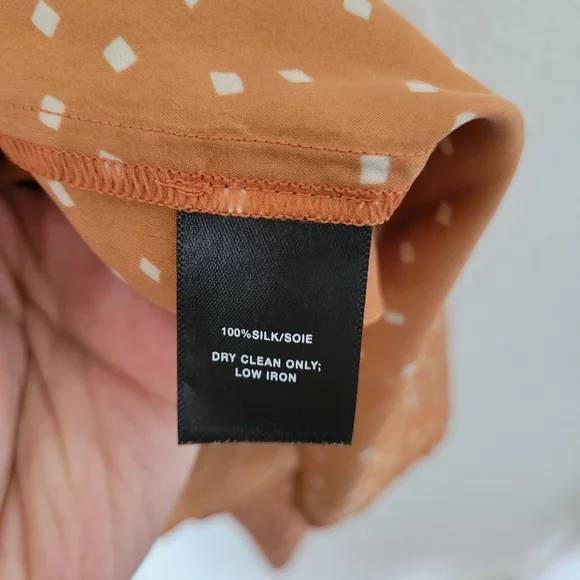 100%SILK/SOIE
DRY CLEAN ONLY;
LOW IRON